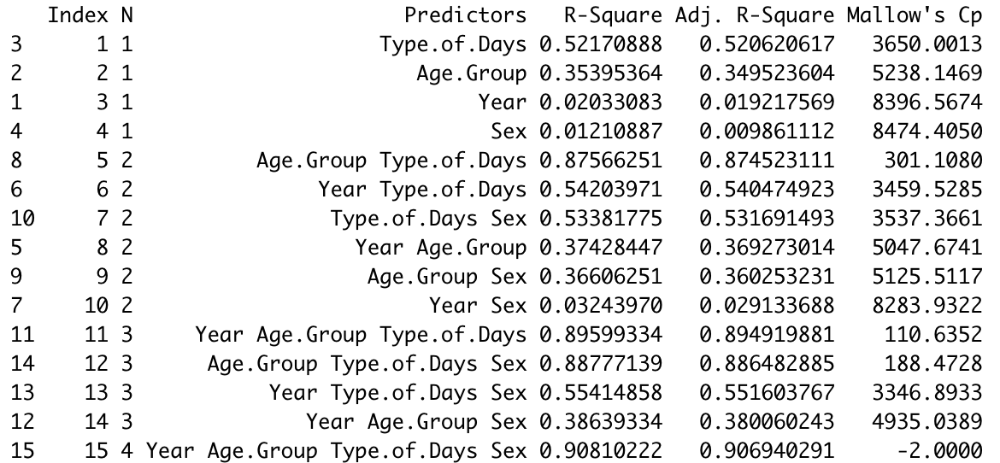 Index N Predictors R-Square Adj. R-Square Mallow's Cp
3 1 1 Type.of.Days 0.52170888 0.520620617 3650.0013
2 2 1 Age.Group 0.35395364 0.349523604 5238.1469
1 3 1 Year 0.02033083 0.019217569 8396.5674
4 4 1 Sex 0.01210887 0.009861112 8474.4050
8 5 2 Age.Group Type.of.Days 0.87566251 0.874523111 301.1080
6 6 2 Year Type.of.Days 0.54203971 0.540474923 3459.5285
10 7 2 Type.of.Days Sex 0.53381775 0.531691493 3537.3661
5 8 2 Year Age.Group 0.37428447 0.369273014 5047.6741
9 9 2 Age.Group Sex 0.36606251 0.360253231 5125.5117
7 10 2 Year Sex 0.03243970 0.029133688 8283.9322
11 11 3 Year Age.Group Type.of.Days 0.89599334 0.894919881 110.6352
14 12 3 Age.Group Type.of.Days Sex 0.88777139 0.886482885 188.4728
13 13 3 Year Type.of.Days Sex 0.55414858 0.551603767 3346.8933
12 14 3 Year Age.Group Sex 0.38639334 0.380060243 4935.0389
15 15 4 Year Age.Group Type.of.Days Sex 0.90810222 0.906940291 -2.0000